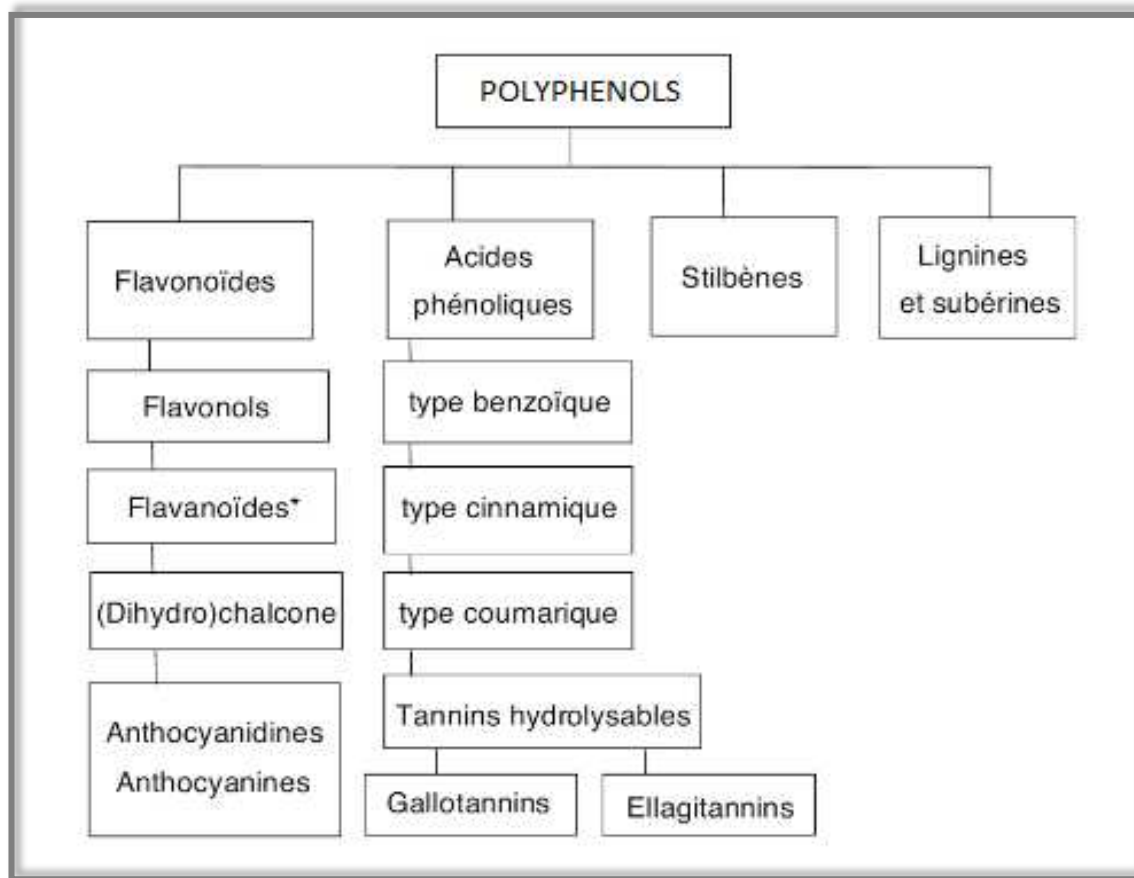 POLYPHENOLS
Flavonoïdes
Acides
phénoliques
Stilbènes
Lignines
et subérines
Flavonols
type benzoïque
Flavanoïdes*
type cinnamique
(Dihydro)chalcone
type coumarique
Anthocyanidines
Anthocyanines
Tannins hydrolysables
Gallotannins
Ellagitannins